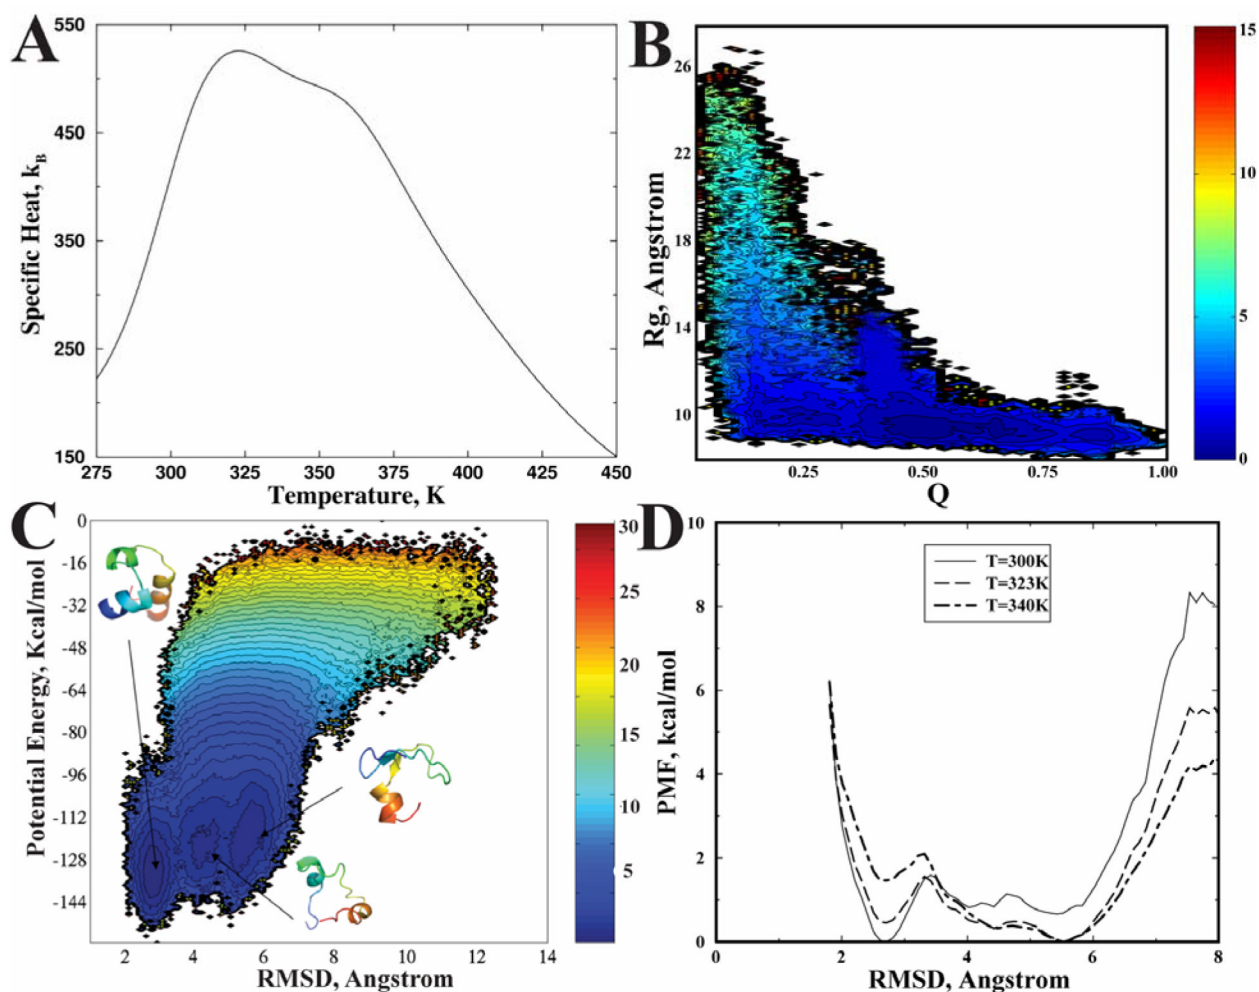 A
550
450
350
250
150
Specific Heat, kB
275 300 325 350 375 400 425 450
Temperature, K
B
26
22
18
14
10
Rg, Angstrom
0.25 0.50 0.75 1.00
Q
15
10
5
0
C
0
-16
-32
-48
-64
-80
-96
-112
-128
-144
Potential Energy, Kcal/mol
2 4 6 8 10 12 14
RMSD, Angstrom
30
25
20
15
10
5
D
10
8
6
4
2
0
PMF, kcal/mol
T=300K
T=323K
T=340K
0 2 4 6 8
RMSD, Angstrom